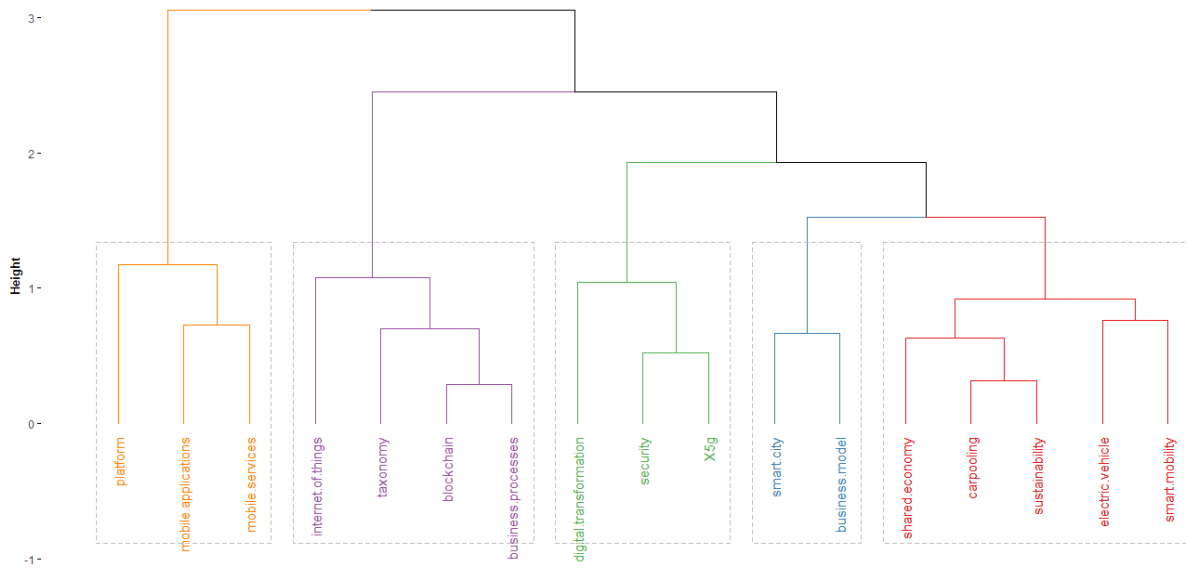 3
2
1
0
-1
Height
platform
mobile.applications
mobile.services
internet.of.things
taxonomy
blockchain
business.processes
digital.transformation
security
X5g
smart.city
business.model
shared.economy
carpooling
sustainability
electric.vehicle
smart.mobility